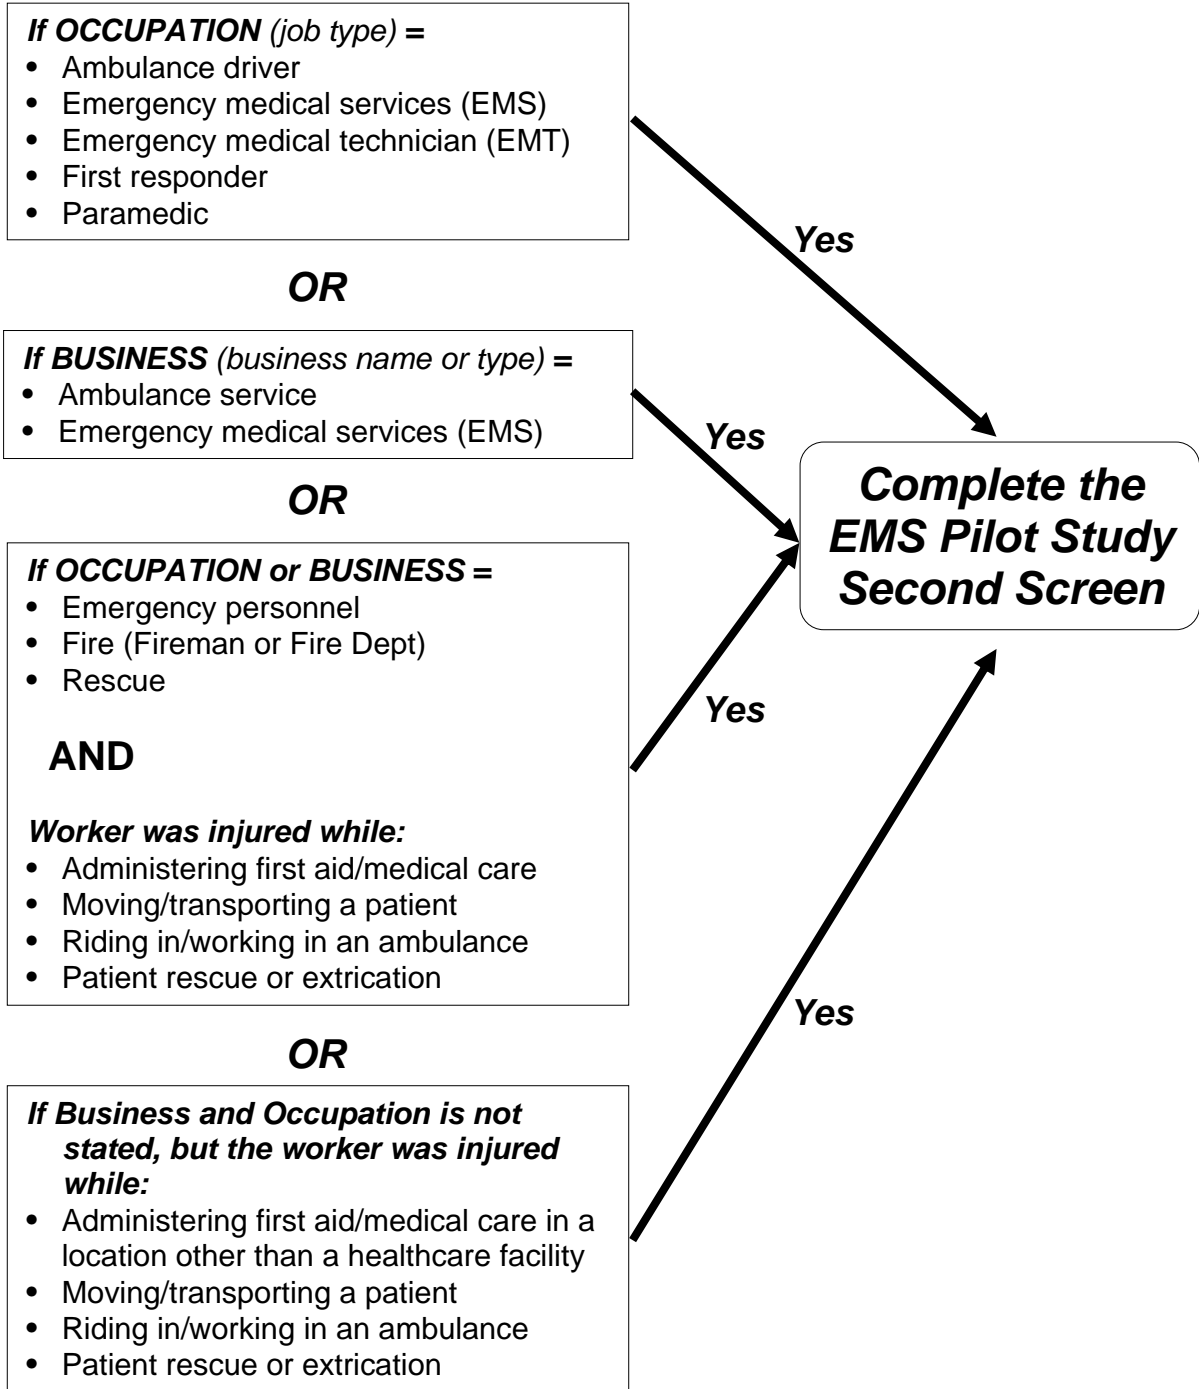 If OCCUPATION (job type) =
• Ambulance driver
• Emergency medical services (EMS)
• Emergency medical technician (EMT)
• First responder
• Paramedic
Yes
OR
If BUSINESS (business name or type) =
• Ambulance service
• Emergency medical services (EMS)
Yes
OR
Complete the
EMS Pilot Study
Second Screen
If OCCUPATION or BUSINESS =
• Emergency personnel
• Fire (Fireman or Fire Dept)
• Rescue
AND
Worker was injured while:
• Administering first aid/medical care
• Moving/transporting a patient
• Riding in/working in an ambulance
• Patient rescue or extrication
Yes
OR
If Business and Occupation is not
stated, but the worker was injured
while:
• Administering first aid/medical care in a
location other than a healthcare facility
• Moving/transporting a patient
• Riding in/working in an ambulance
• Patient rescue or extrication
Yes